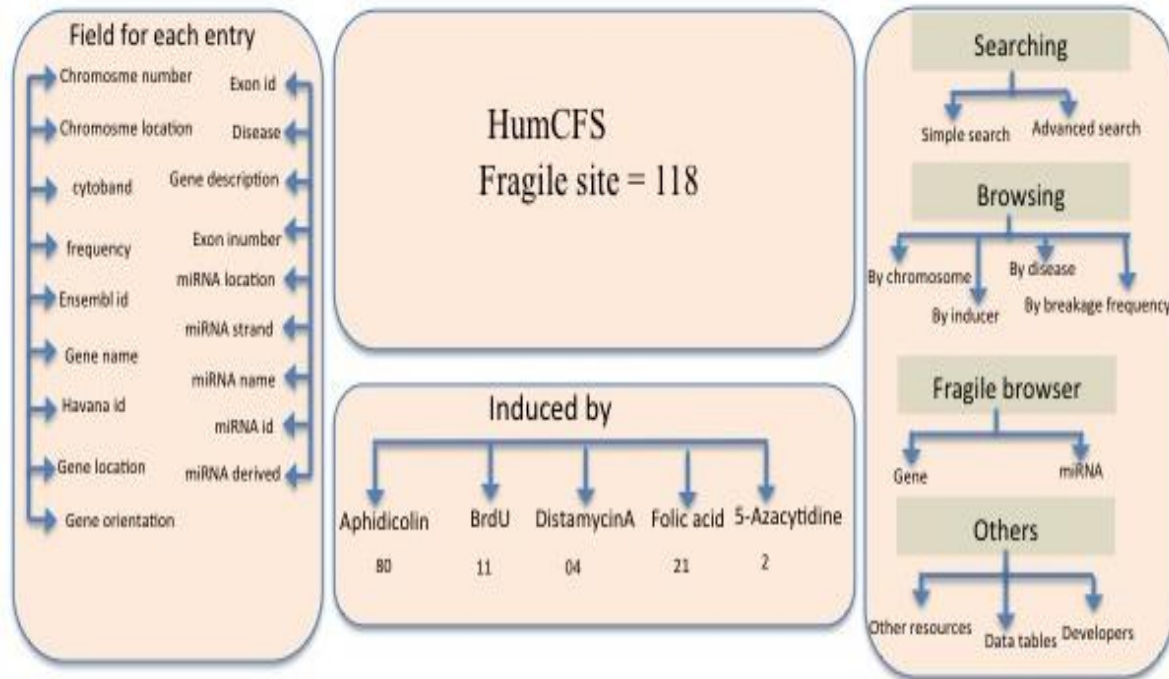 Field for each entry
Chromosme number
Chromosme location
cytoband
frequency
Ensembl id
Gene name
Havana id
Gene location
Gene orientation
Exon id
Disease
Gene description
Exon inumber
miRNA location
miRNA strand
miRNA name
miRNA id
miRNA derived
HumCFS
Fragile site = 118
Induced by
Aphidicolin BrdU DistamycinA Folic acid 5-Azacytidine
80 11 04 21 2
Searching
Simple search Advanced search
Browsing
By chromosome By disease
By inducer By breakage frequency
Fragile browser
Gene miRNA
Others
Other resources Data tables Developers